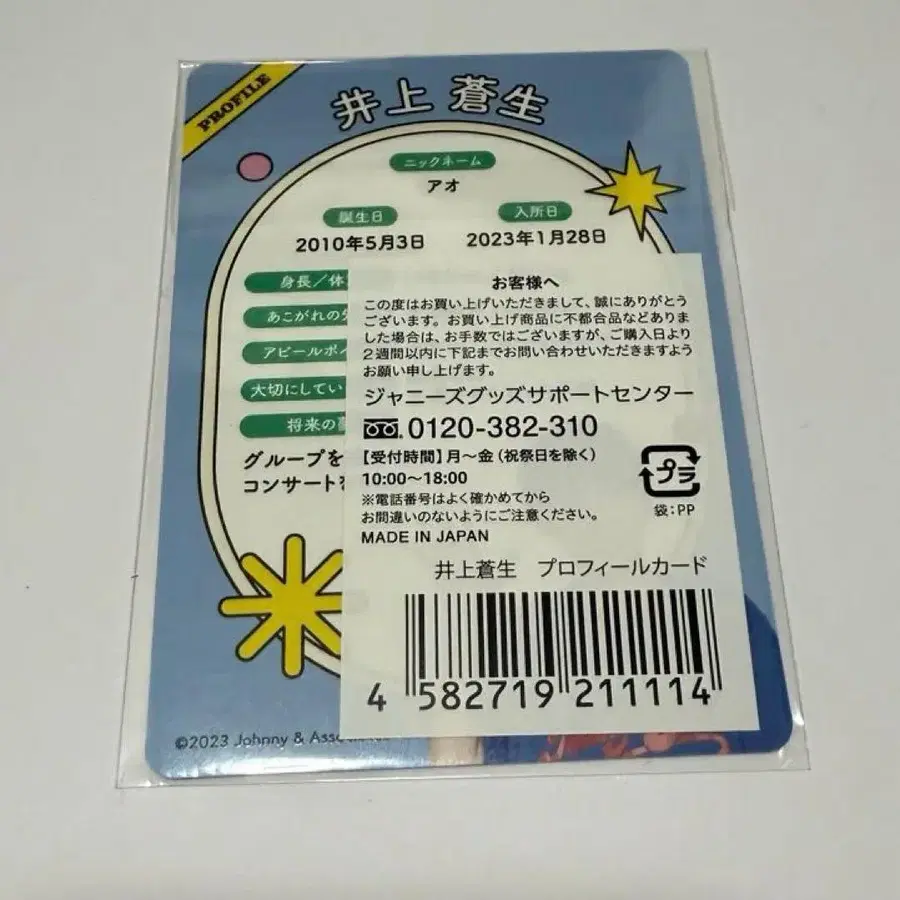 PROFILE
井上 蒼生
ニックネーム
アオ
誕生日
入所日
2010年5月3日
2023年1月28日
身長/体
あこがれの
アピールポ
大切にしてい
将来の
グループを
コンサート
お客様へ
この度はお買い上げいただきまして、誠にありがとう
ございます。お買い上げ商品に不都合品などありま
した場合は、お手数ではございますが、ご購入日より
2週間以内に下記までお問い合わせいただきますよう
お願い申し上げます。
ジャニーズグッズサポートセンター
0120-382-310
【受付時間】月〜金(祝祭日を除く)
10:00〜18:00
※電話番号はよく確かめてから
お間違いのないようにご注意ください。
MADE IN JAPAN
プラ
袋:PP
井上蒼生 プロフィールカード
4 582719 211114
©2023 Johnny &